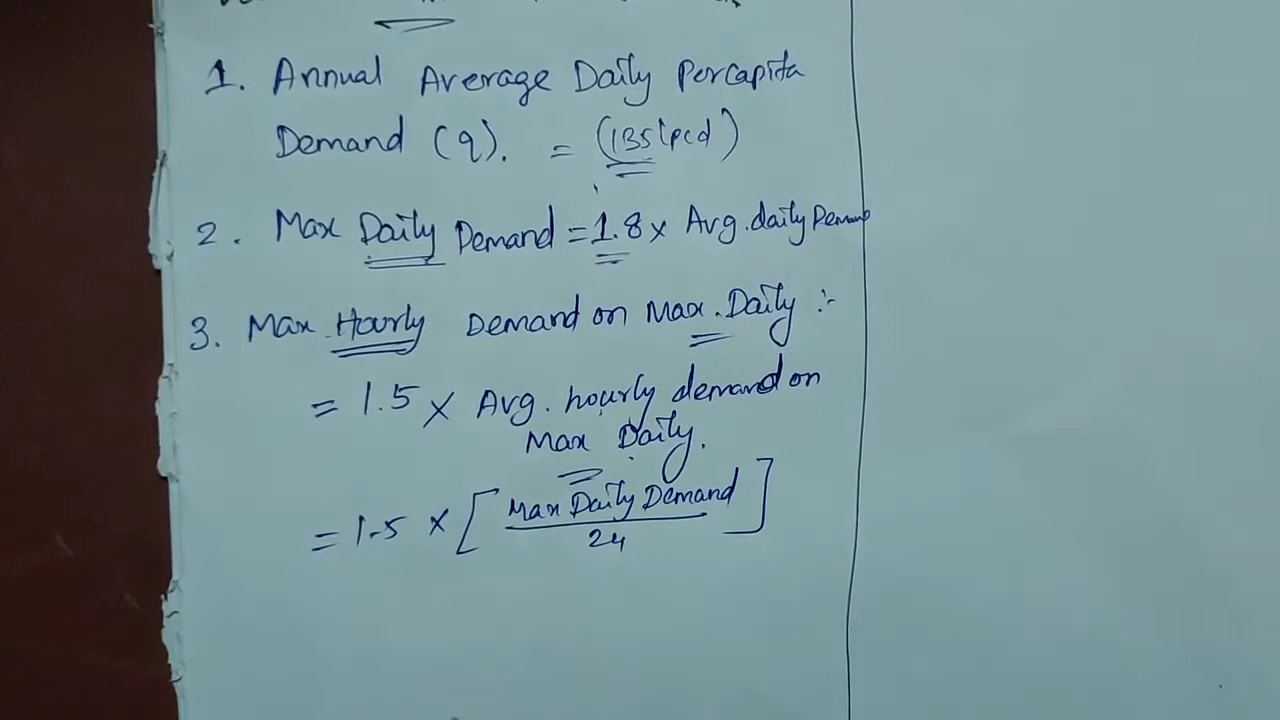 1. Annual Average Daily Percapita
Demand (q). = (135 lpcd)
2. Max Daily Demand = 1.8 x Avg. daily Demand
3. Max Hourly Demand on Max. Daily :-
= 1.5 x Avg. hourly demand on
Max Daily.
= 1.5 x [Max Daily Demand
24]